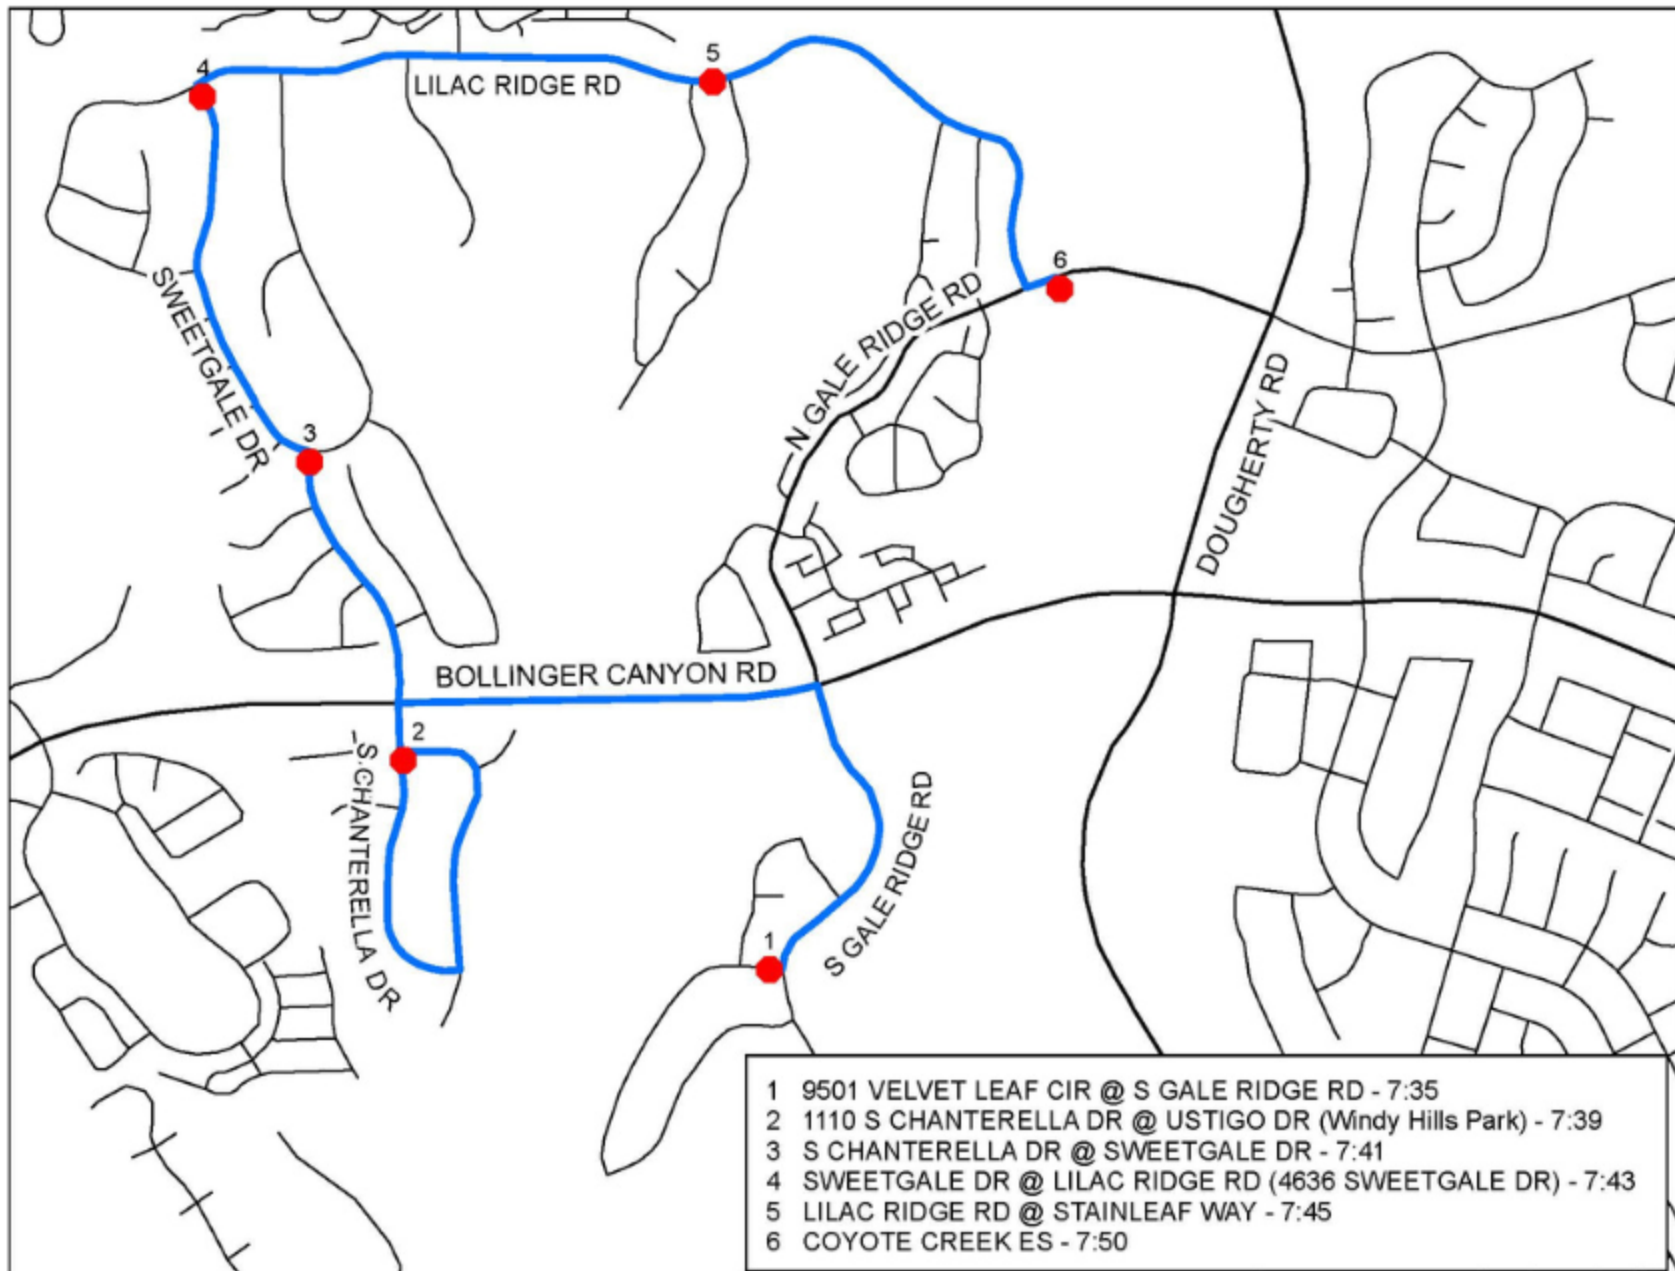 4
5
LILAC RIDGE RD
6
SWEETGALE DR
N GALE RIDGE RD
3
DOUGHERTY RD
BOLLINGER CANYON RD
2
S CHANTERELLA DR
S GALE RIDGE RD
1
1 9501 VELVET LEAF CIR @ S GALE RIDGE RD - 7:35
2 1110 S CHANTERELLA DR @ USTIGO DR (Windy Hills Park) - 7:39
3 S CHANTERELLA DR @ SWEETGALE DR - 7:41
4 SWEETGALE DR @ LILAC RIDGE RD (4636 SWEETGALE DR) - 7:43
5 LILAC RIDGE RD @ STAINLEAF WAY - 7:45
6 COYOTE CREEK ES - 7:50